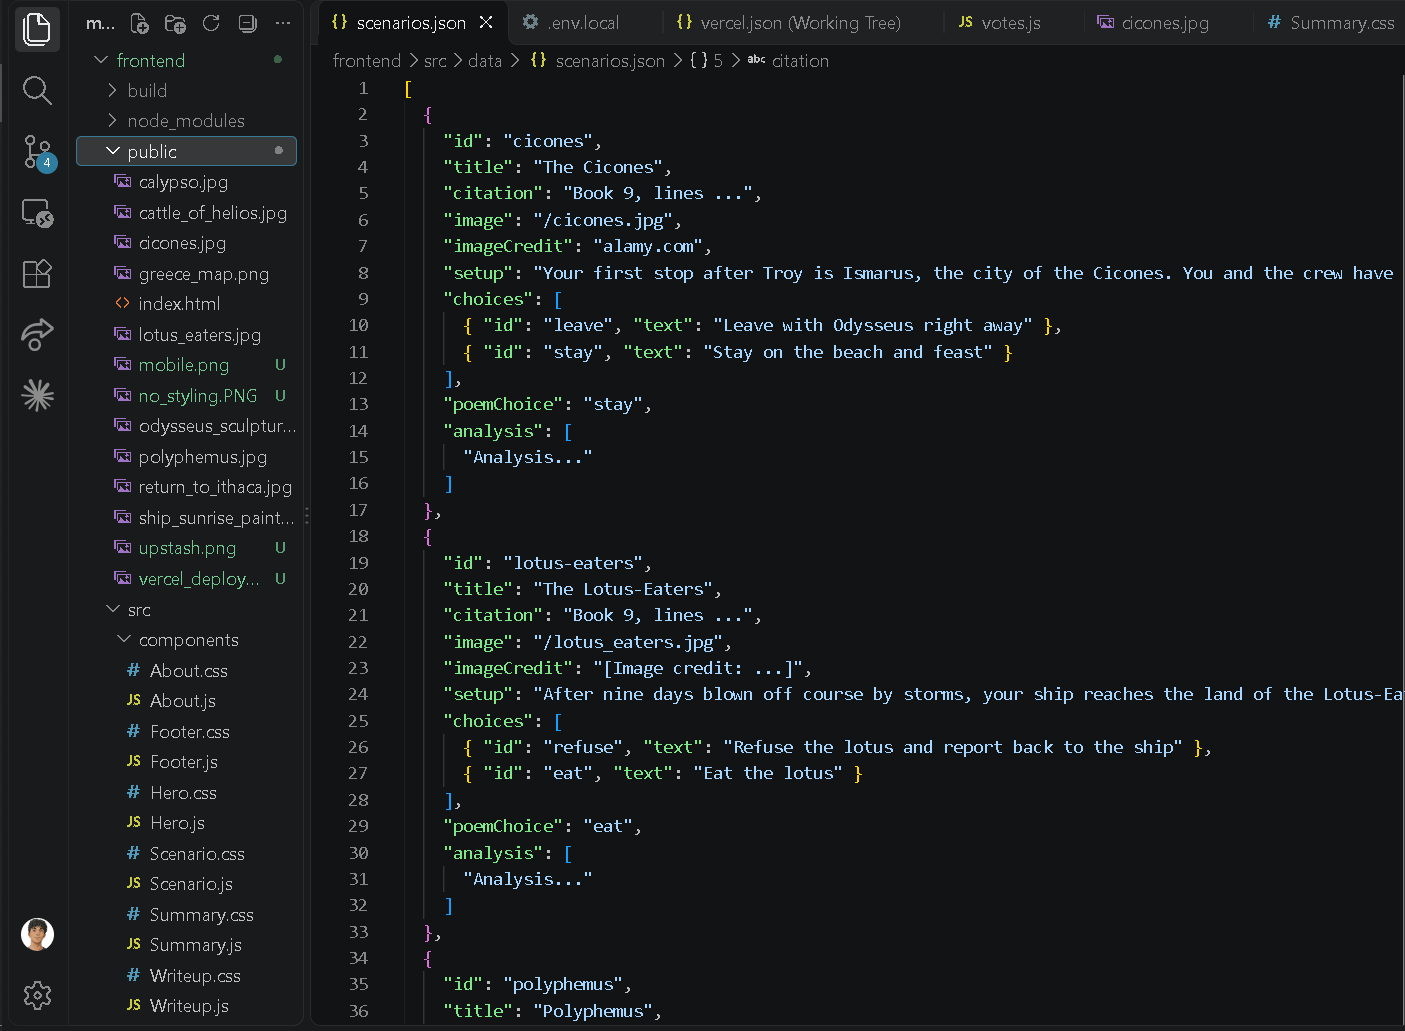 m...
scenarios.json
.env.local
vercel.json (Working Tree)
votes.js
cicones.jpg
Summary.css
frontend > src > data > {} scenarios.json > { } 5 > abc citation
frontend
build
node_modules
public
calypso.jpg
cattle_of_helios.jpg
cicones.jpg
greece_map.png
index.html
lotus_eaters.jpg
mobile.png U
no_styling.PNG U
odysseus_sculptur...
polyphemus.jpg
return_to_ithaca.jpg
ship_sunrise_paint...
upstash.png U
vercel_deploy... U
src
components
# About.css
JS About.js
# Footer.css
JS Footer.js
# Hero.css
JS Hero.js
# Scenario.css
JS Scenario.js
# Summary.css
JS Summary.js
# Writeup.css
JS Writeup.js
4
1 [
2 {
3 "id": "cicones",
4 "title": "The Cicones",
5 "citation": "Book 9, lines ...",
6 "image": "/cicones.jpg",
7 "imageCredit": "alamy.com",
8 "setup": "Your first stop after Troy is Ismarus, the city of the Cicones. You and the crew have
9 "choices": [
10 { "id": "leave", "text": "Leave with Odysseus right away" },
11 { "id": "stay", "text": "Stay on the beach and feast" }
12 ],
13 "poemChoice": "stay",
14 "analysis": [
15 "Analysis..."
16 ]
17 },
18 {
19 "id": "lotus-eaters",
20 "title": "The Lotus-Eaters",
21 "citation": "Book 9, lines ...",
22 "image": "/lotus_eaters.jpg",
23 "imageCredit": "[Image credit: ...]",
24 "setup": "After nine days blown off course by storms, your ship reaches the land of the Lotus-Ea
25 "choices": [
26 { "id": "refuse", "text": "Refuse the lotus and report back to the ship" },
27 { "id": "eat", "text": "Eat the lotus" }
28 ],
29 "poemChoice": "eat",
30 "analysis": [
31 "Analysis..."
32 ]
33 },
34 {
35 "id": "polyphemus",
36 "title": "Polyphemus",